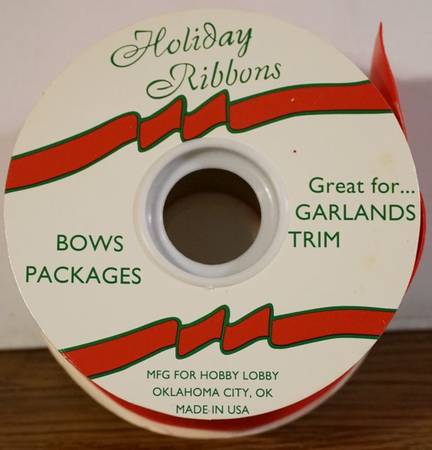 Holiday
Ribbons
Great for...
GARLANDS
TRIM
BOWS
PACKAGES
MFG FOR HOBBY LOBBY
OKLAHOMA CITY, OK
MADE IN USA